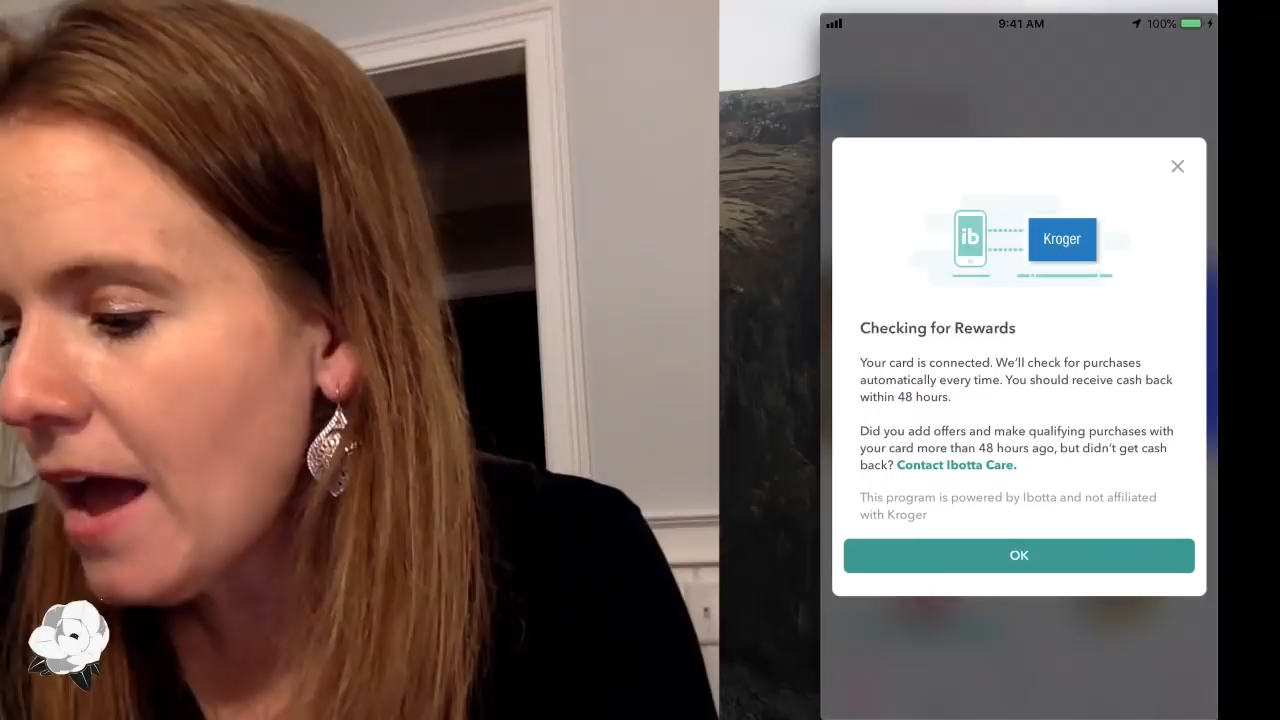 9:41 AM
100%
ib
Kroger
Checking for Rewards
Your card is connected. We'll check for purchases
automatically every time. You should receive cash back
within 48 hours.
Did you add offers and make qualifying purchases with
your card more than 48 hours ago, but didn't get cash
back? Contact Ibotta Care.
This program is powered by Ibotta and not affiliated
with Kroger
OK